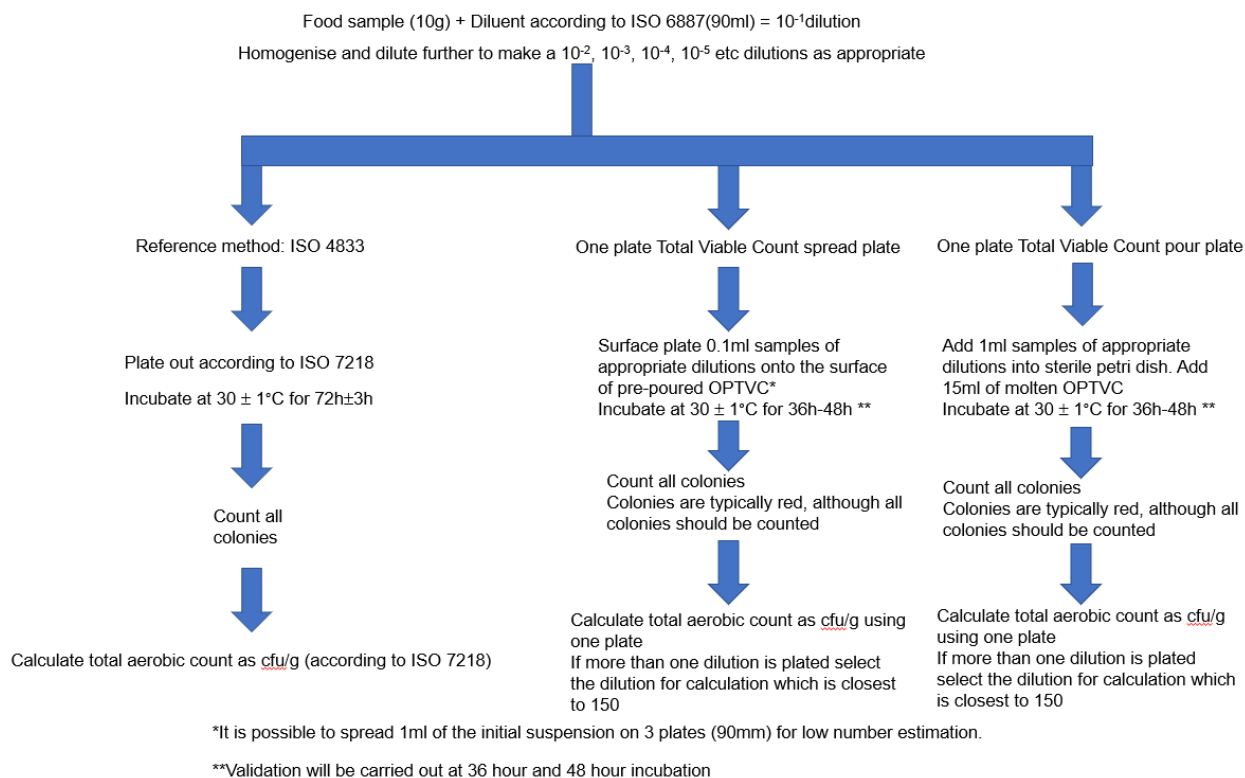 Food sample (10g) + Diluent according to ISO 6887(90ml) = 10⁻¹dilution
Homogenise and dilute further to make a 10⁻², 10⁻³, 10⁻⁴, 10⁻⁵ etc dilutions as appropriate
Reference method: ISO 4833
Plate out according to ISO 7218
Incubate at 30 ± 1°C for 72h±3h
Count all
colonies
Calculate total aerobic count as cfu/g (according to ISO 7218)
One plate Total Viable Count spread plate
Surface plate 0.1ml samples of
appropriate dilutions onto the surface
of pre-poured OPTVC*
Incubate at 30 ± 1°C for 36h-48h **
Count all colonies
Colonies are typically red, although all
colonies should be counted
Calculate total aerobic count as cfu/g using
one plate
If more than one dilution is plated select
the dilution for calculation which is closest
to 150
One plate Total Viable Count pour plate
Add 1ml samples of appropriate
dilutions into sterile petri dish. Add
15ml of molten OPTVC
Incubate at 30 ± 1°C for 36h-48h **
Count all colonies
Colonies are typically red, although all
colonies should be counted
Calculate total aerobic count as cfu/g
using one plate
If more than one dilution is plated
select the dilution for calculation which
is closest to 150
*It is possible to spread 1ml of the initial suspension on 3 plates (90mm) for low number estimation.
**Validation will be carried out at 36 hour and 48 hour incubation